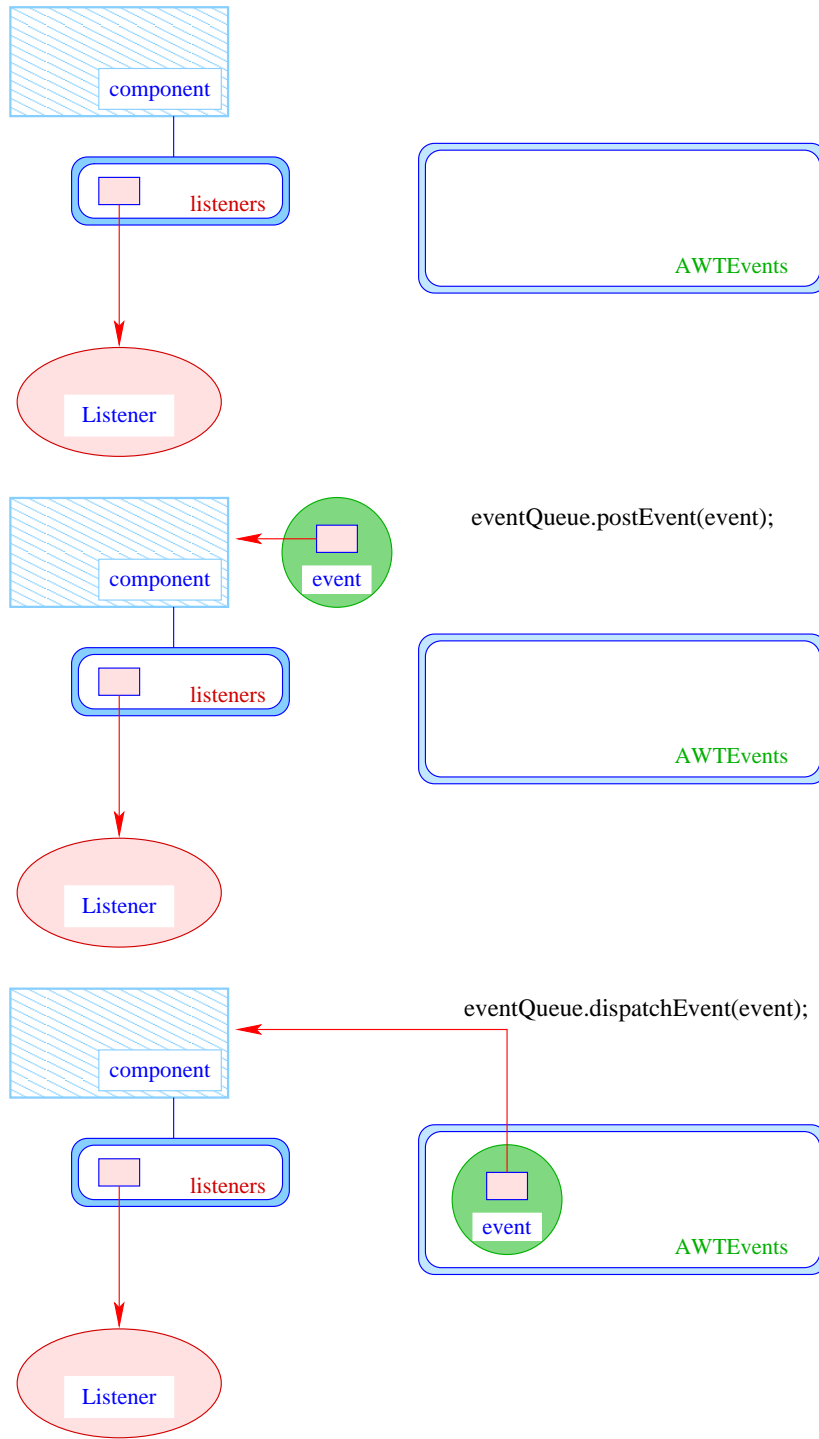 component
listeners
AWTEvents
Listener
eventQueue.postEvent(event);
component
event
listeners
AWTEvents
Listener
eventQueue.dispatchEvent(event);
component
listeners
event
AWTEvents
Listener